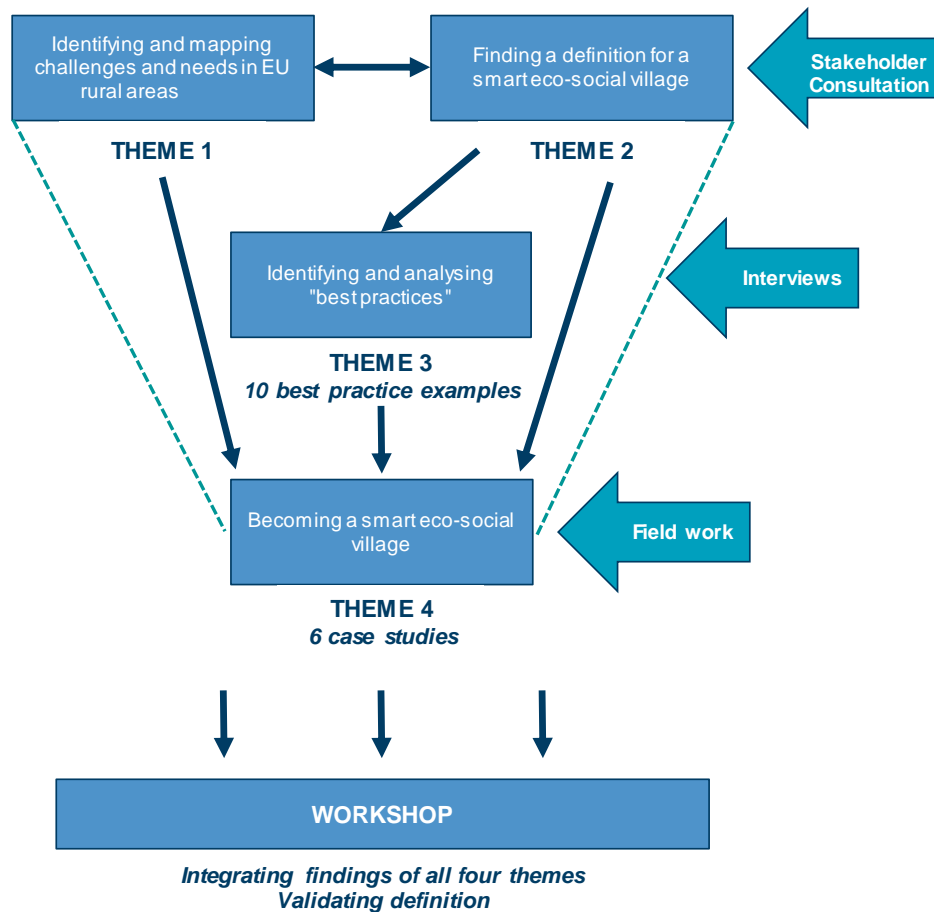 Identifying and mapping
challenges and needs in EU
rural areas
Finding a definition for a
smart eco-social village
Stakeholder
Consultation
THEME 1
THEME 2
Identifying and analysing
"best practices"
Interviews
THEME 3
10 best practice examples
Becoming a smart eco-social
village
Field work
THEME 4
6 case studies
WORKSHOP
Integrating findings of all four themes
Validating definition